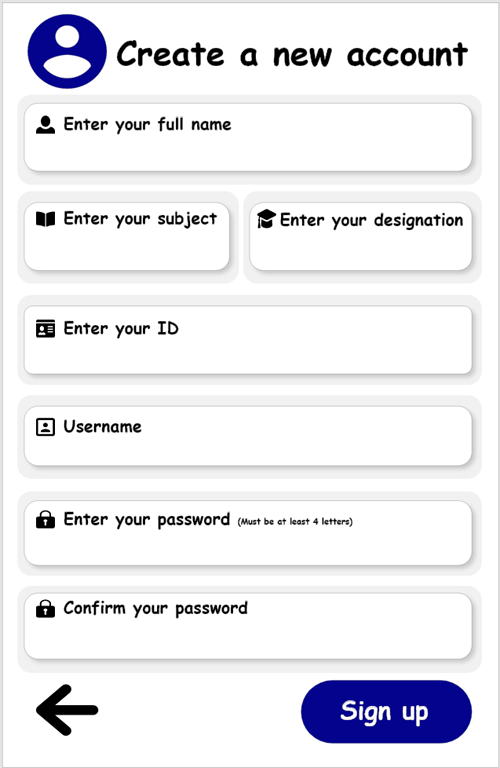 Create a new account
Enter your full name
Enter your subject
Enter your designation
Enter your ID
Username
Enter your password (Must be at least 4 letters)
Confirm your password
Sign up